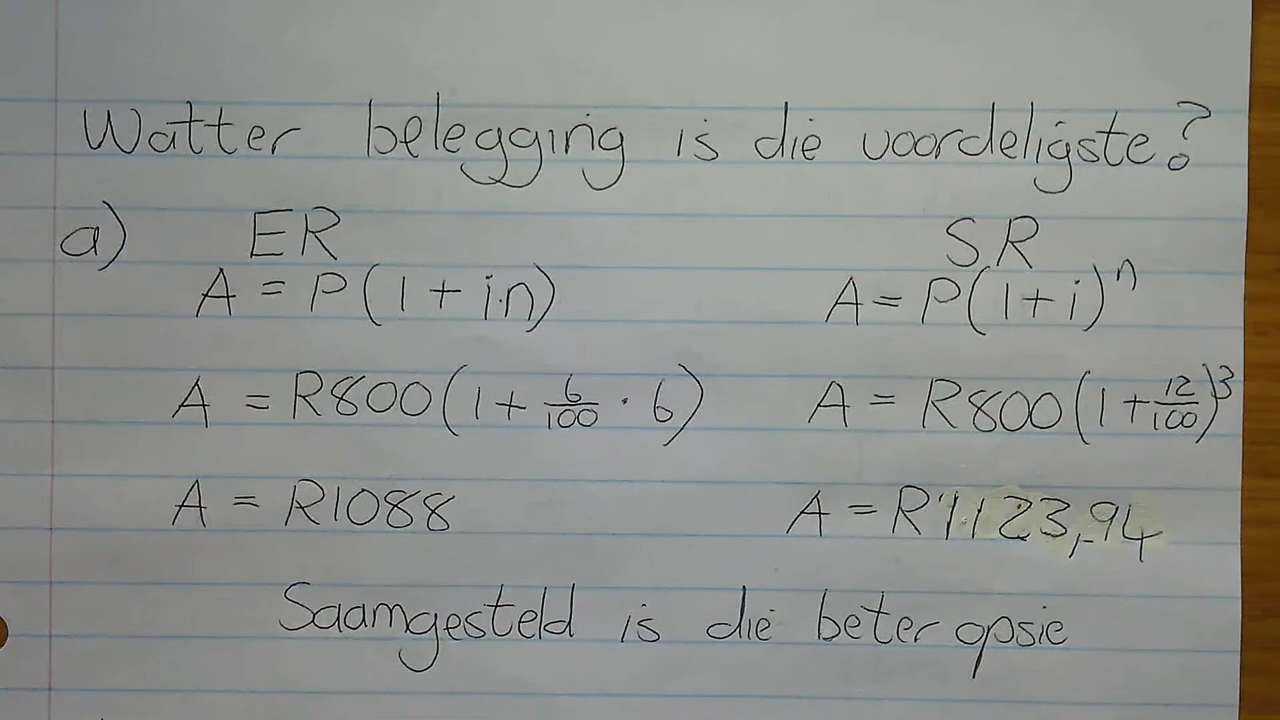 Watter belegging is die voordeligste?
a) ER SR
A = P(1 + i·n) A = P(1 + i)^n
A = R800(1 + 6/100 · 6) A = R800(1 + 12/100)^3
A = R1088 A = R1123,94
Saamgesteld is die beter opsie